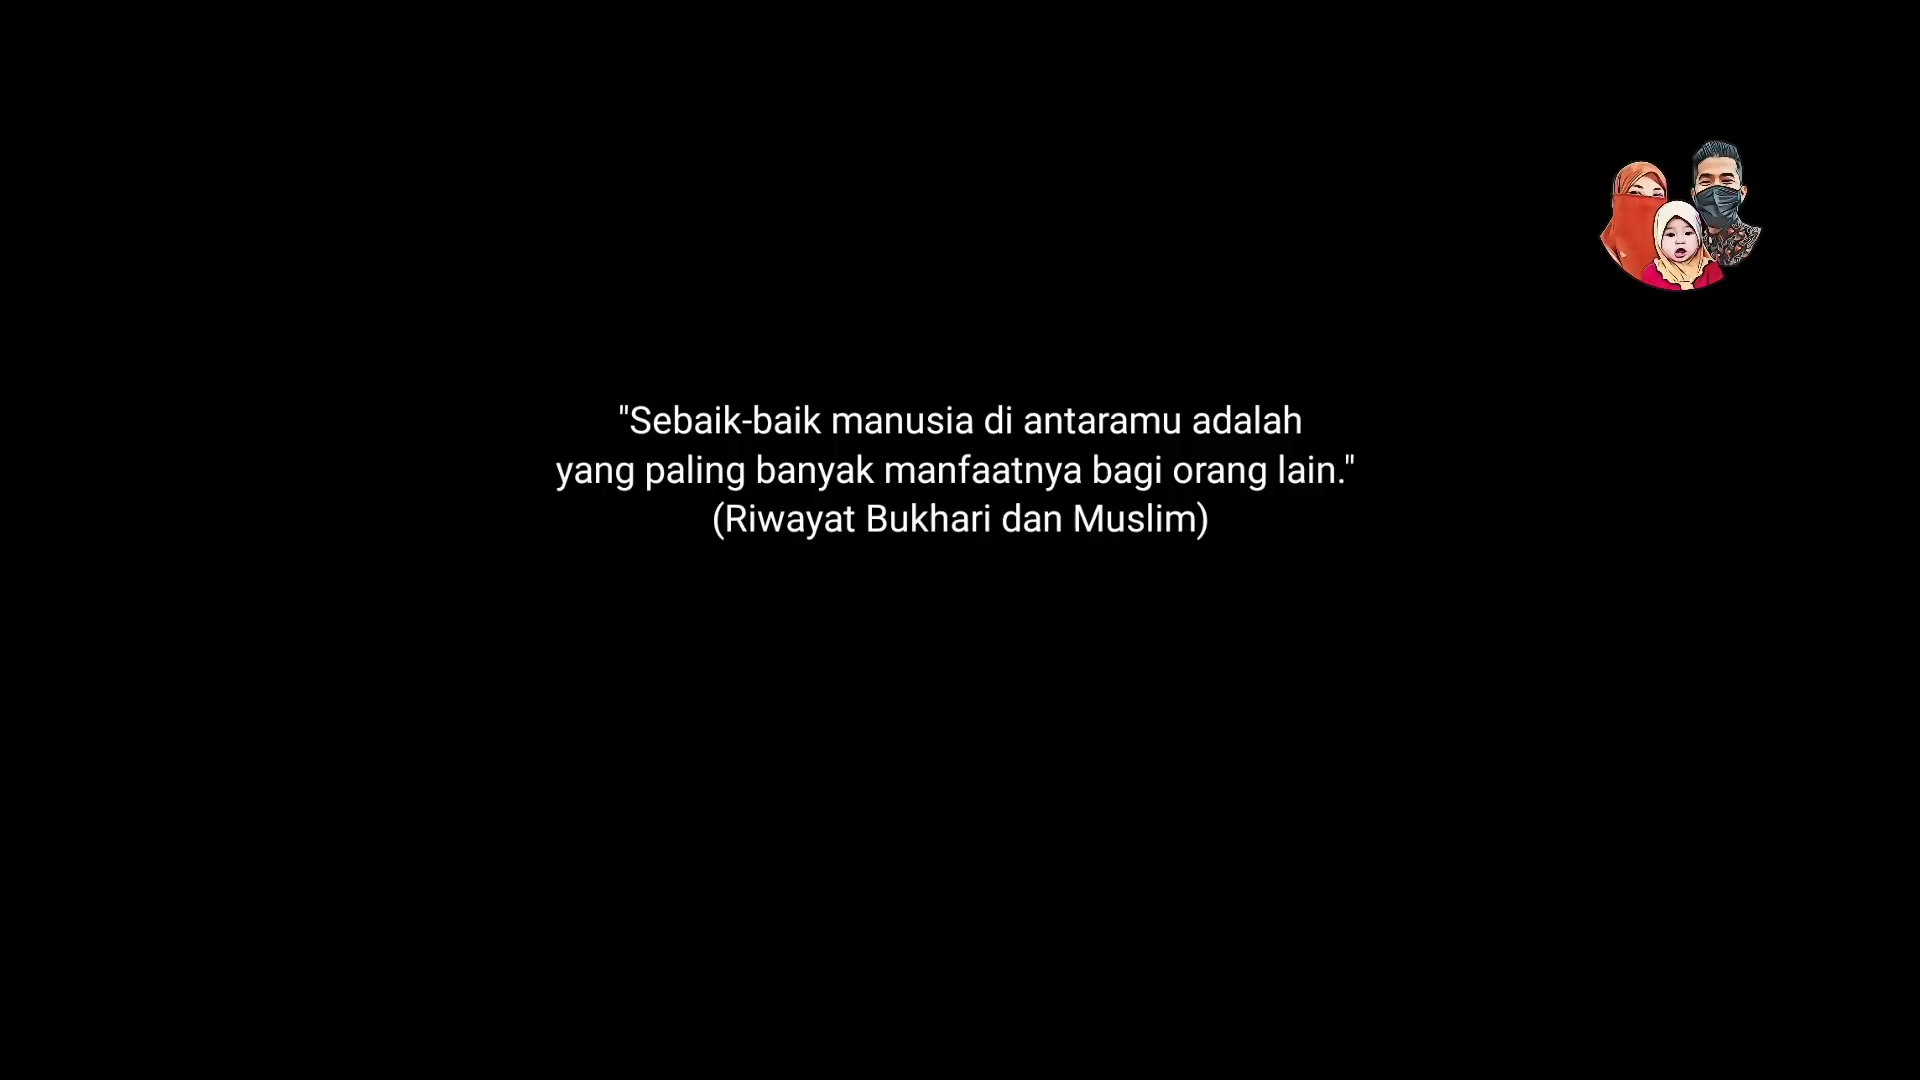 "Sebaik-baik manusia di antaramu adalah
yang paling banyak manfaatnya bagi orang lain."
(Riwayat Bukhari dan Muslim)